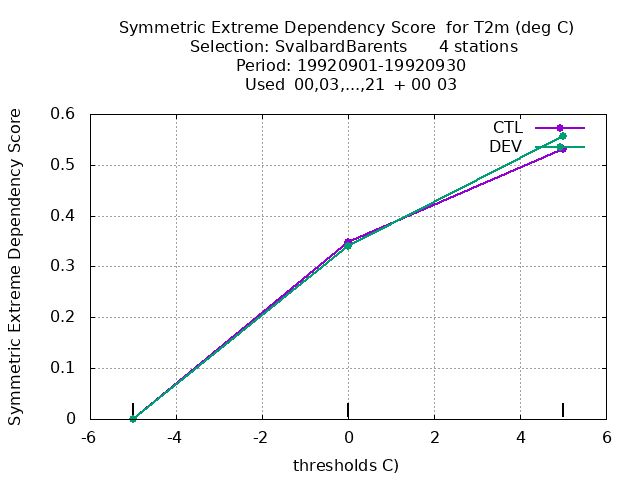 Symmetric Extreme Dependency Score  for T2m (deg C)
Selection: SvalbardBarents      4 stations
Period: 19920901-19920930
Used  00,03,...,21  + 00 03
Symmetric Extreme Dependency Score
0.6
0.5
0.4
0.3
0.2
0.1
0
CTL
DEV
-6 -4 -2 0 2 4 6
thresholds C)